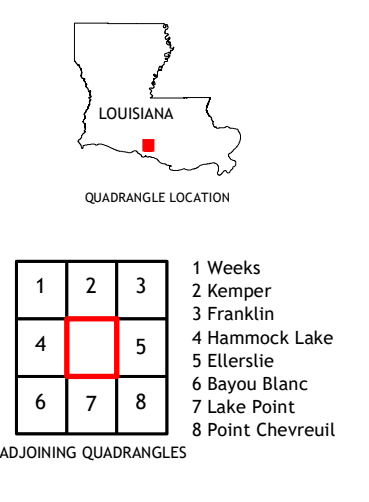 LOUISIANA
QUADRANGLE LOCATION
1 2 3
4 5
6 7 8
ADJOINING QUADRANGLES
1 Weeks
2 Kemper
3 Franklin
4 Hammock Lake
5 Ellerslie
6 Bayou Blanc
7 Lake Point
8 Point Chevreuil